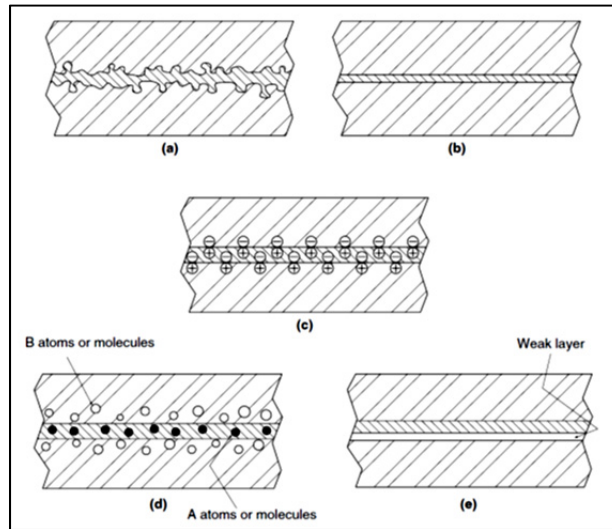 (a)
(b)
(c)
B atoms or molecules
Weak layer
(d)
(e)
A atoms or molecules